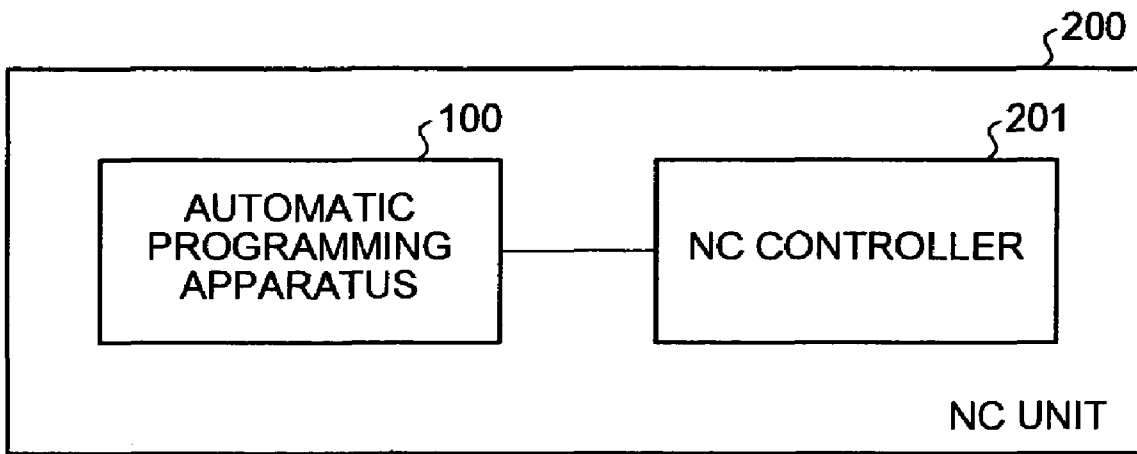 200
100
201
AUTOMATIC
PROGRAMMING
APPARATUS
NC CONTROLLER
NC UNIT